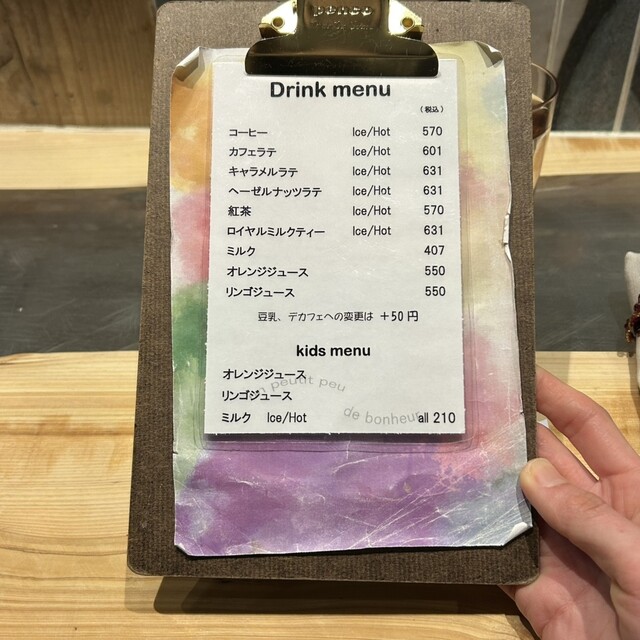 penco
Drink menu
(税込)
コーヒー Ice/Hot 570
カフェラテ Ice/Hot 601
キャラメルラテ Ice/Hot 631
ヘーゼルナッツラテ Ice/Hot 631
紅茶 Ice/Hot 570
ロイヤルミルクティー Ice/Hot 631
ミルク 407
オレンジジュース 550
リンゴジュース 550
豆乳、デカフェへの変更は +50円
kids menu
オレンジジュース
リンゴジュース
ミルク Ice/Hot all 210
peu
de bonheur